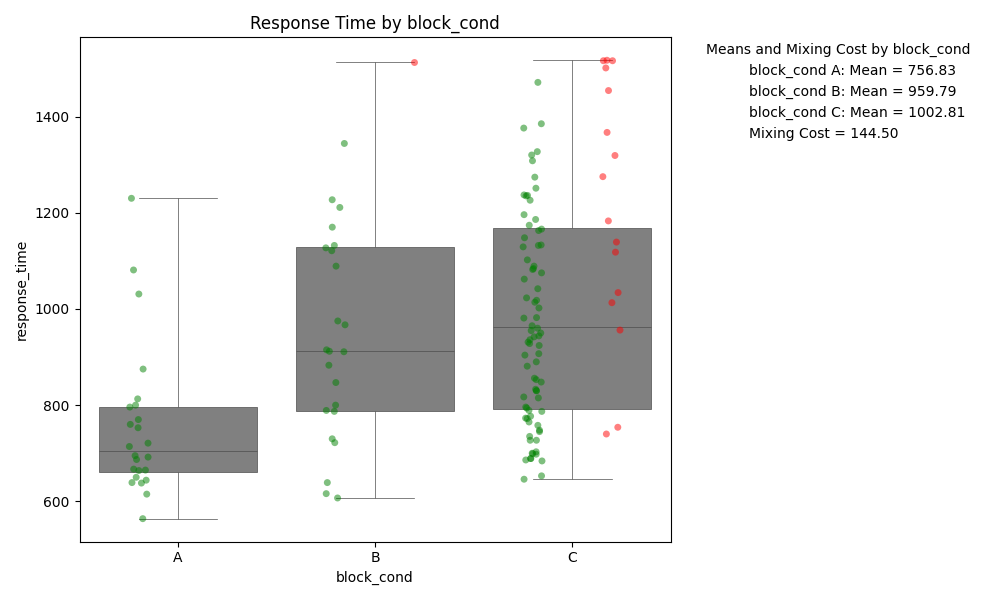 Response Time by block_cond
Means and Mixing Cost by block_cond
block_cond A: Mean = 756.83
block_cond B: Mean = 959.79
block_cond C: Mean = 1002.81
Mixing Cost = 144.50
response_time
1400
1200
1000
800
600
A
B
C
block_cond